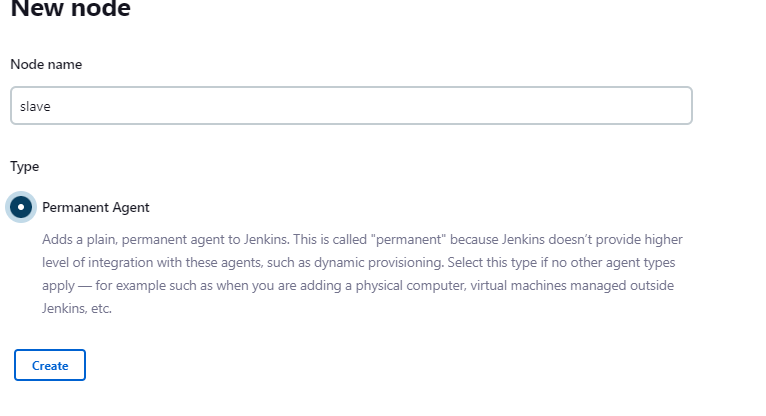 New node
Node name
slave
Type
Permanent Agent
Adds a plain, permanent agent to Jenkins. This is called "permanent" because Jenkins doesn't provide higher
level of integration with these agents, such as dynamic provisioning. Select this type if no other agent types
apply — for example such as when you are adding a physical computer, virtual machines managed outside
Jenkins, etc.
Create